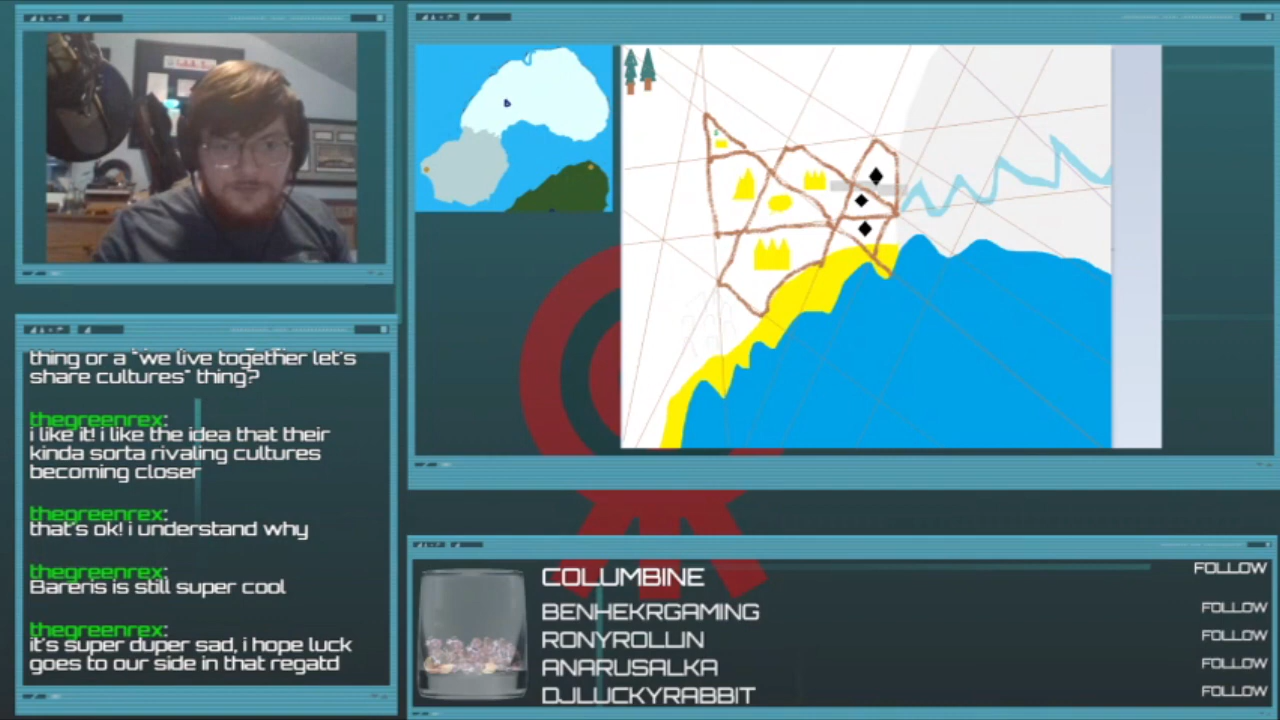 thing or a "we live together let's
share cultures" thing?
thegreenrex:
i like it! i like the idea that their
kinda sorta rivaling cultures
becoming closer
thegreenrex:
that's ok! i understand why
thegreenrex:
Bareris is still super cool
thegreenrex:
it's super duper sad, i hope luck
goes to our side in that regatd
COLUMBINE FOLLOW
BENHEKRGAMING FOLLOW
RONYROLLIN FOLLOW
ANARUSALKA FOLLOW
DJLUCKYRABBIT FOLLOW